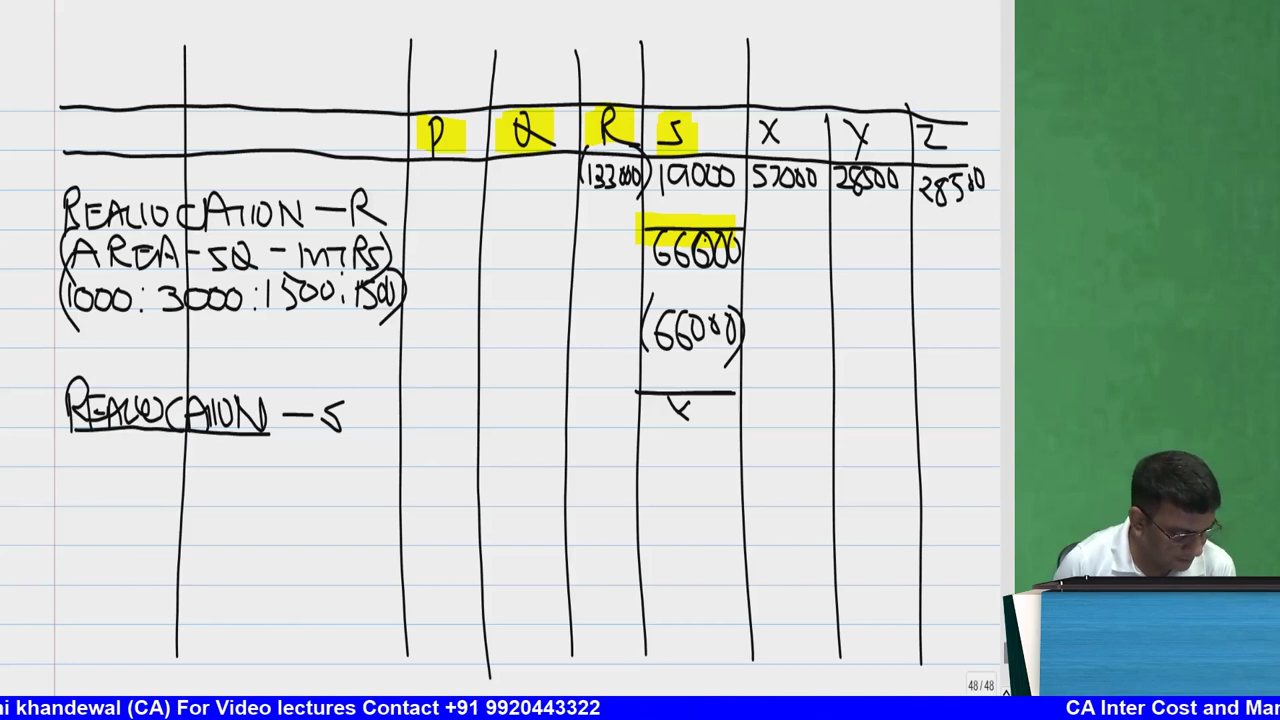 P Q R S X Y Z
(133000) 19000 57000 28500 28500
REALLOCATION - R
(AREA - SQ - MTRS)
(1000: 3000:1500:1500)
66000
(66000)
REALLOCATION - S
48/48
ni khandewal (CA) For Video lectures Contact +91 9920443322
CA Inter Cost and Mar